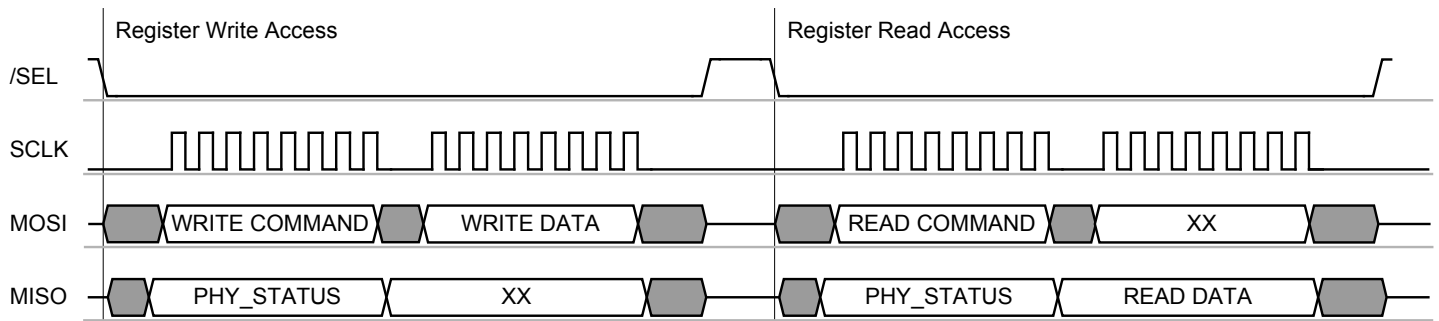 Register Write Access Register Read Access
/SEL
SCLK
MOSI WRITE COMMAND WRITE DATA READ COMMAND XX
MISO PHY_STATUS XX PHY_STATUS READ DATA